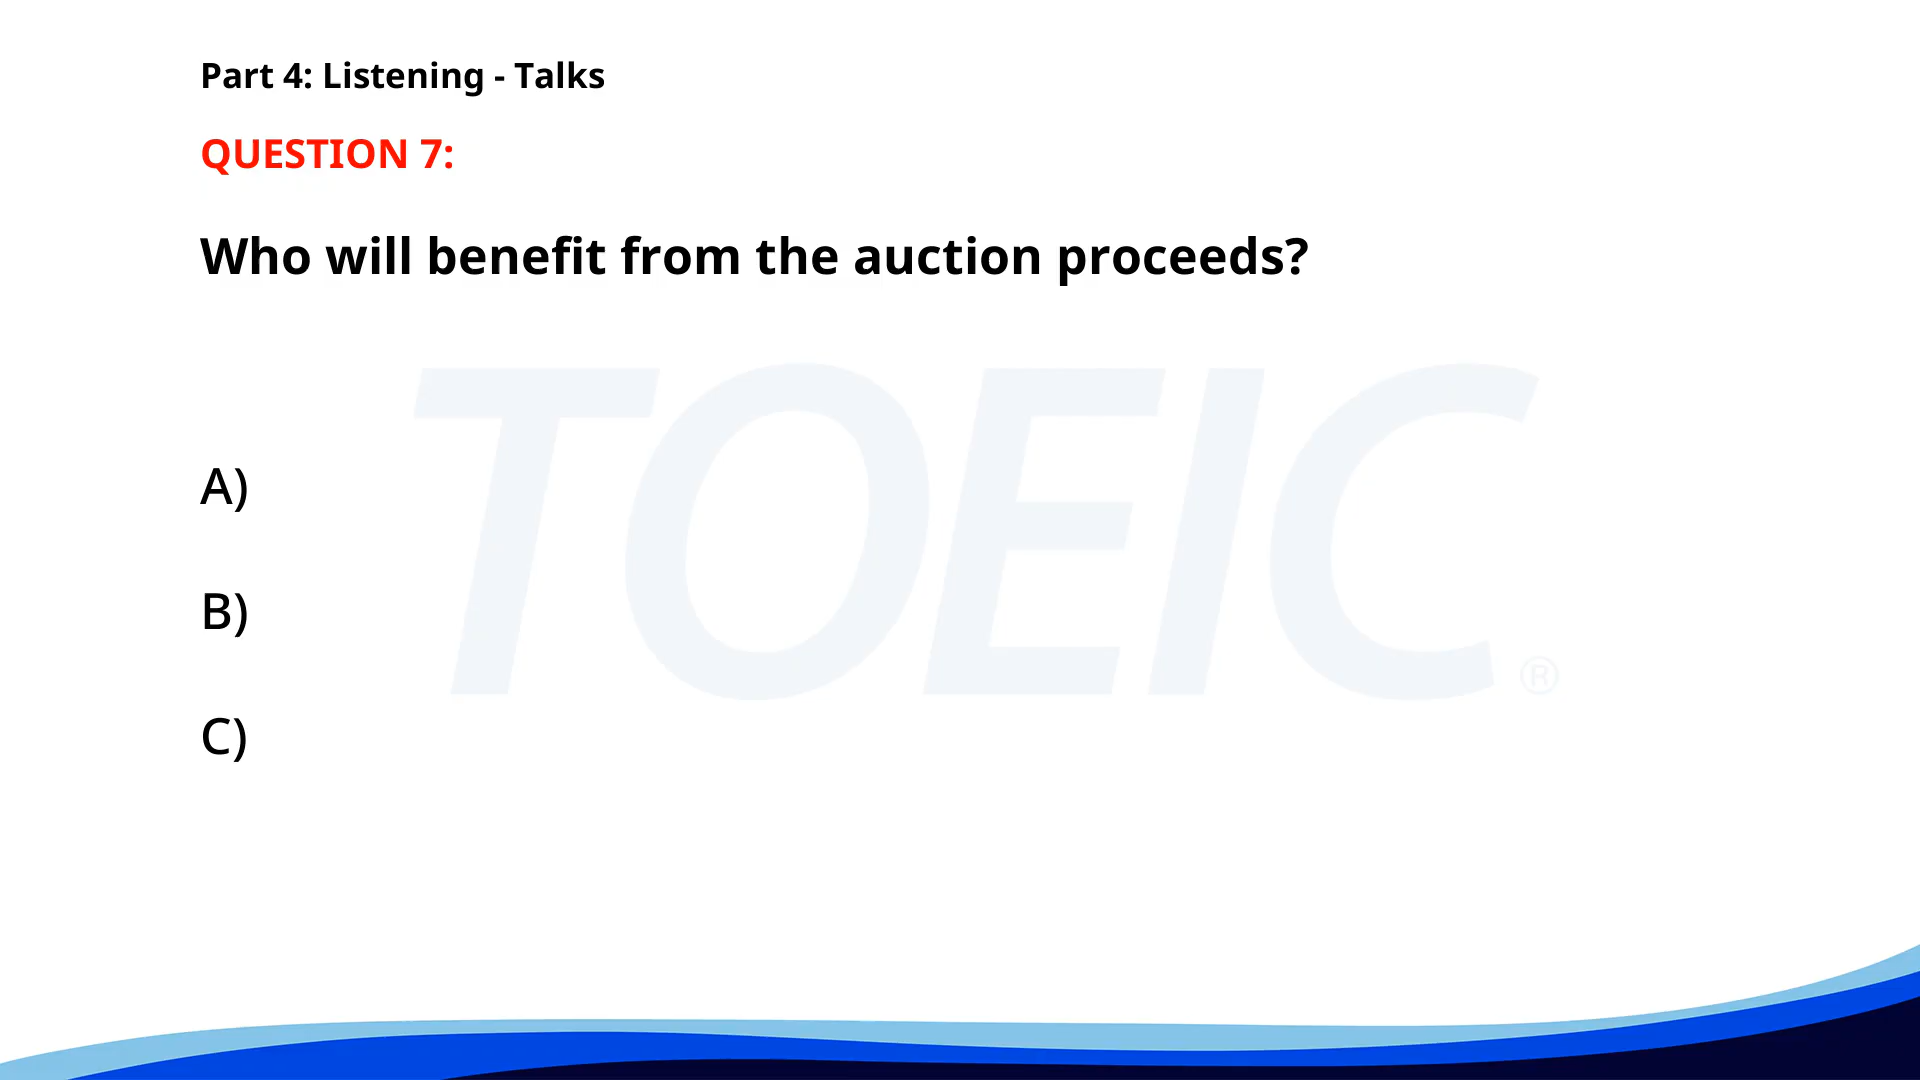 Part 4: Listening - Talks
QUESTION 7:
Who will benefit from the auction proceeds?
TOEIC®
A)
B)
C)